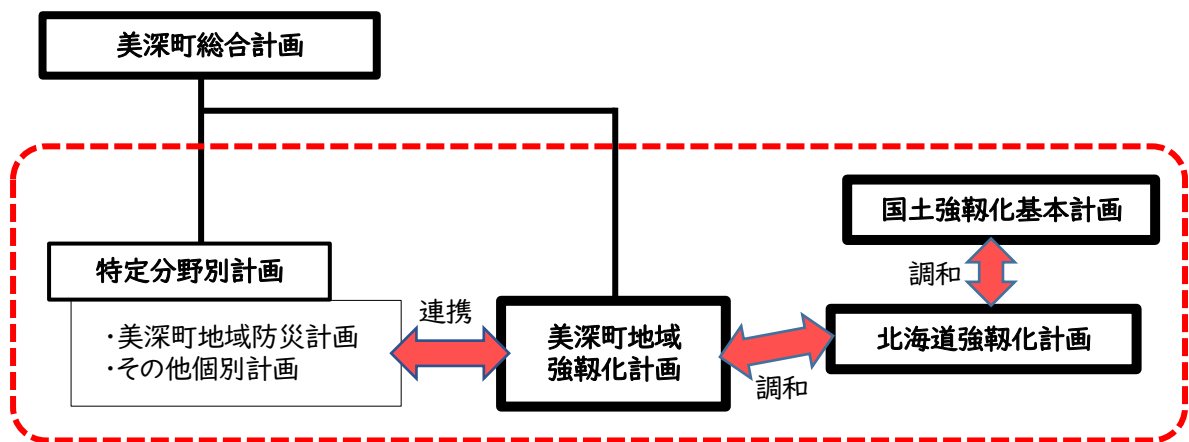 美深町総合計画
国土強靱化基本計画
特定分野別計画
調和
連携
・美深町地域防災計画
・その他個別計画
美深町地域
強靱化計画
北海道強靱化計画
調和